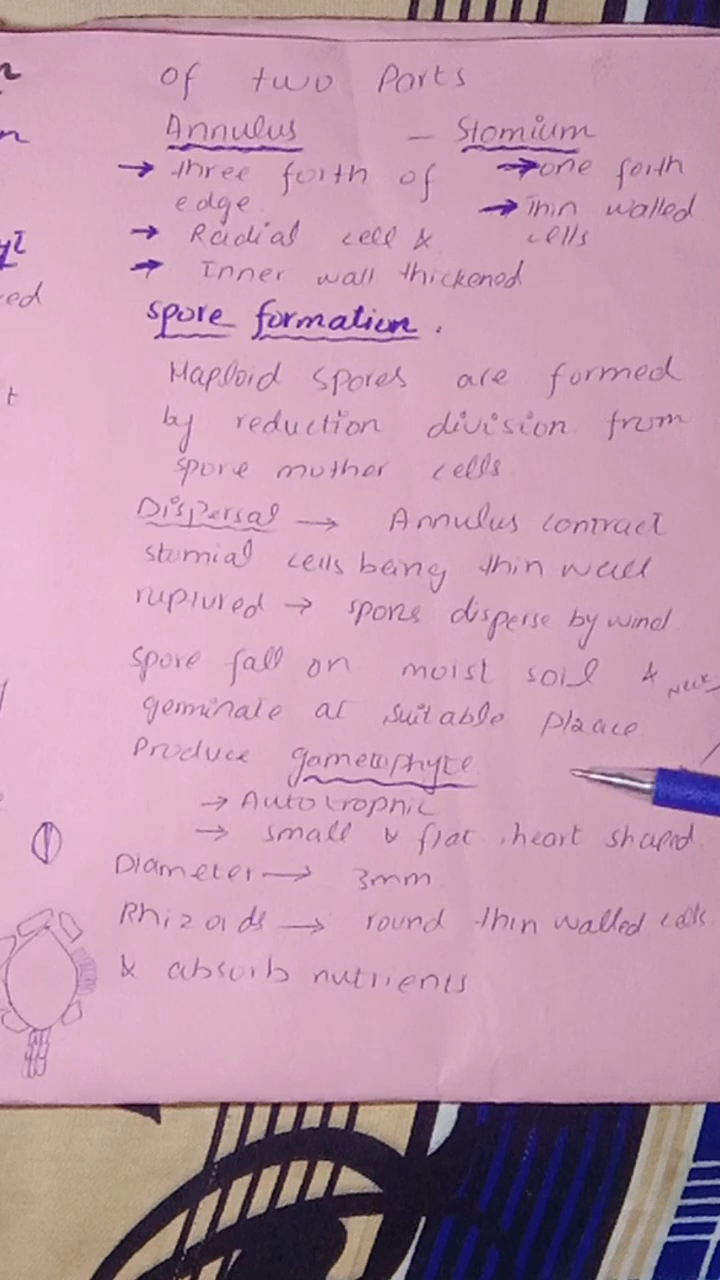 of two Parts
Annulus – Stomium
→ three forth of edge
→ one forth
→ Thin walled cells
→ Radial cell &
→ Inner wall thickened
Spore formation.
Haploid spores are formed
by reduction division from
spore mother cells
Dispersal → Annulus contract
stomial cells being thin wall
ruptured → spores disperse by wind
spore fall on moist soil &
germinate at suitable plaace
Produce gametophyte
→ Autotrophic
→ small & flat, heart shaped.
Diameter → 3mm
Rhizoids → round thin walled cells
& absorb nutrients